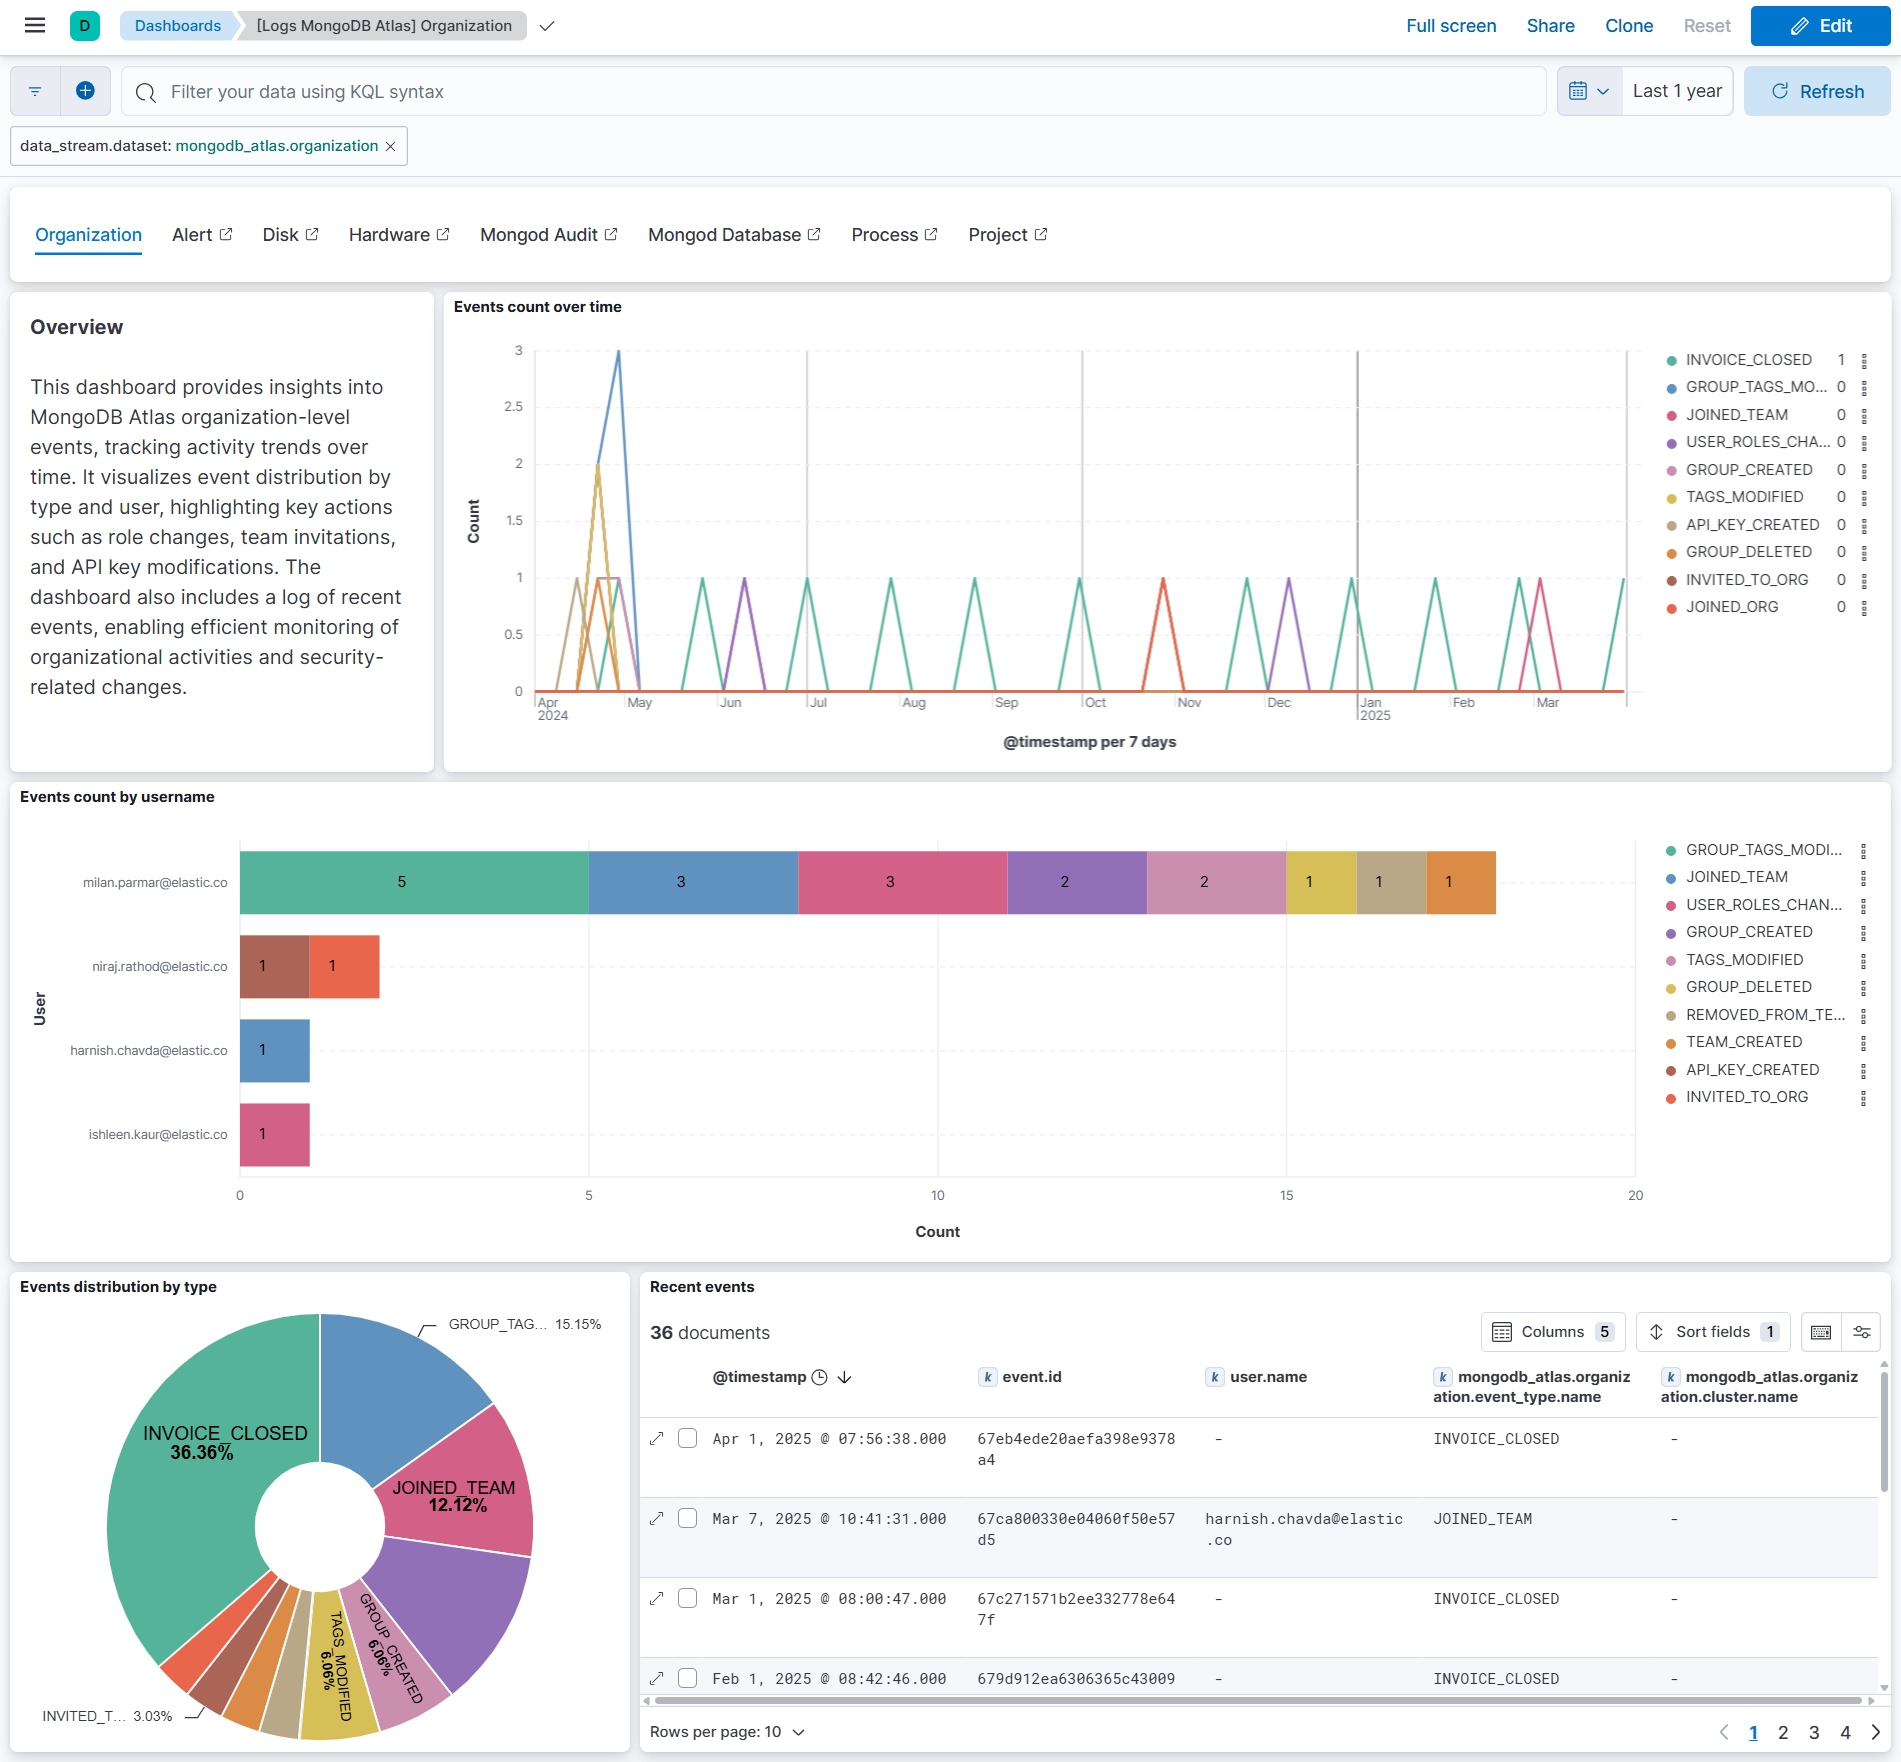 D
Dashboards
[Logs MongoDB Atlas] Organization
Full screen
Share
Clone
Reset
Edit
Filter your data using KQL syntax
Last 1 year
Refresh
data_stream.dataset: mongodb_atlas.organization
Organization
Alert
Disk
Hardware
Mongod Audit
Mongod Database
Process
Project
Overview
This dashboard provides insights into
MongoDB Atlas organization-level
events, tracking activity trends over
time. It visualizes event distribution by
type and user, highlighting key actions
such as role changes, team invitations,
and API key modifications. The
dashboard also includes a log of recent
events, enabling efficient monitoring of
organizational activities and security-
related changes.
Events count over time
Count
3
2.5
2
1.5
1
0.5
0
Apr
2024
May
Jun
Jul
Aug
Sep
Oct
Nov
Dec
Jan
2025
Feb
Mar
@timestamp per 7 days
INVOICE_CLOSED 1
GROUP_TAGS_MO... 0
JOINED_TEAM 0
USER_ROLES_CHA... 0
GROUP_CREATED 0
TAGS_MODIFIED 0
API_KEY_CREATED 0
GROUP_DELETED 0
INVITED_TO_ORG 0
JOINED_ORG 0
Events count by username
User
milan.parmar@elastic.co
5 3 3 2 2 1 1 1
niraj.rathod@elastic.co
1 1
harnish.chavda@elastic.co
1
ishleen.kaur@elastic.co
1
0 5 10 15 20
Count
GROUP_TAGS_MODI...
JOINED_TEAM
USER_ROLES_CHAN...
GROUP_CREATED
TAGS_MODIFIED
GROUP_DELETED
REMOVED_FROM_TE...
TEAM_CREATED
API_KEY_CREATED
INVITED_TO_ORG
Events distribution by type
GROUP_TAG... 15.15%
INVOICE_CLOSED
36.36%
JOINED_TEAM
12.12%
GROUP_CREATED
6.06%
TAGS_MODIFIED
6.06%
INVITED_T... 3.03%
Recent events
36 documents
Columns 5
Sort fields 1
@timestamp
k event.id
k user.name
k mongodb_atlas.organiz
ation.event_type.name
k mongodb_atlas.organiz
ation.cluster.name
Apr 1, 2025 @ 07:56:38.000
67eb4ede20aefa398e9378
a4
-
INVOICE_CLOSED
-
Mar 7, 2025 @ 10:41:31.000
67ca800330e04060f50e57
d5
harnish.chavda@elastic
.co
JOINED_TEAM
-
Mar 1, 2025 @ 08:00:47.000
67c271571b2ee332778e64
7f
-
INVOICE_CLOSED
-
Feb 1, 2025 @ 08:42:46.000
679d912ea6306365c43009
-
INVOICE_CLOSED
-
Rows per page: 10
1 2 3 4